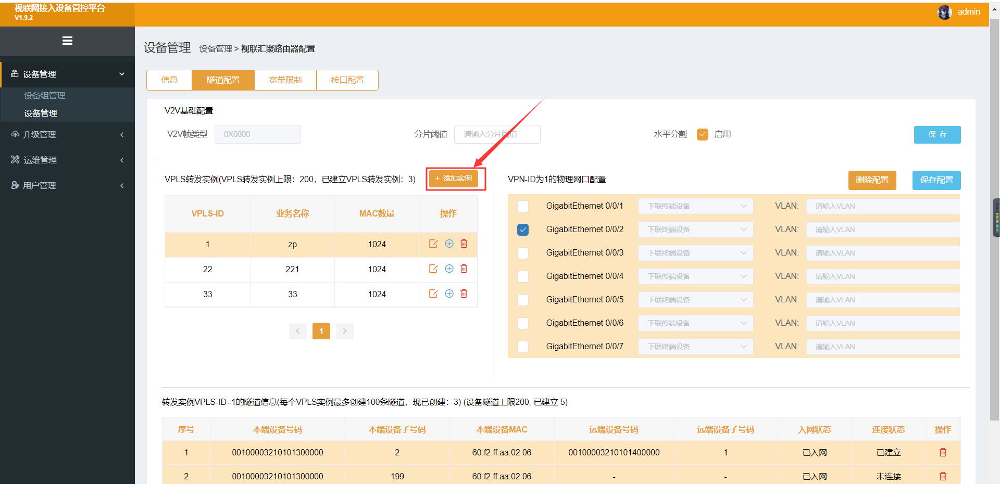 视联网接入设备管控平台
V1.9.2
admin
设备管理
设备组管理
设备管理
升级管理
运维管理
用户管理
设备管理 设备管理 > 视联汇聚路由器配置
信息 隧道配置 宽带限制 接口配置
V2V基础配置
V2V帧类型 0X0800 分片阈值 请输入分片阈值 水平分割 启用 保 存
VPLS转发实例(VPLS转发实例上限：200，已建立VPLS转发实例：3) + 添加实例
VPLS-ID 业务名称 MAC数量 操作
1 zp 1024
22 221 1024
33 33 1024
1
VPN-ID为1的物理网口配置 删除配置 保存配置
GigabitEthernet 0/0/1 下联终端设备 VLAN: 请输入VLAN
GigabitEthernet 0/0/2 下联终端设备 VLAN: 请输入VLAN
GigabitEthernet 0/0/3 下联终端设备 VLAN: 请输入VLAN
GigabitEthernet 0/0/4 下联终端设备 VLAN: 请输入VLAN
GigabitEthernet 0/0/5 下联终端设备 VLAN: 请输入VLAN
GigabitEthernet 0/0/6 下联终端设备 VLAN: 请输入VLAN
GigabitEthernet 0/0/7 下联终端设备 VLAN: 请输入VLAN
转发实例VPLS-ID=1的隧道信息(每个VPLS实例最多创建100条隧道，现已创建：3) (设备隧道上限200, 已建立 5)
序号 本端设备号码 本端设备子号码 本端设备MAC 远端设备号码 远端设备子号码 入网状态 连接状态 操作
1 00100003210101300000 2 60:f2:ff:aa:02:06 00100003210101400000 1 已入网 已建立
2 00100003210101300000 199 60:f2:ff:aa:02:06 - - 已入网 未连接